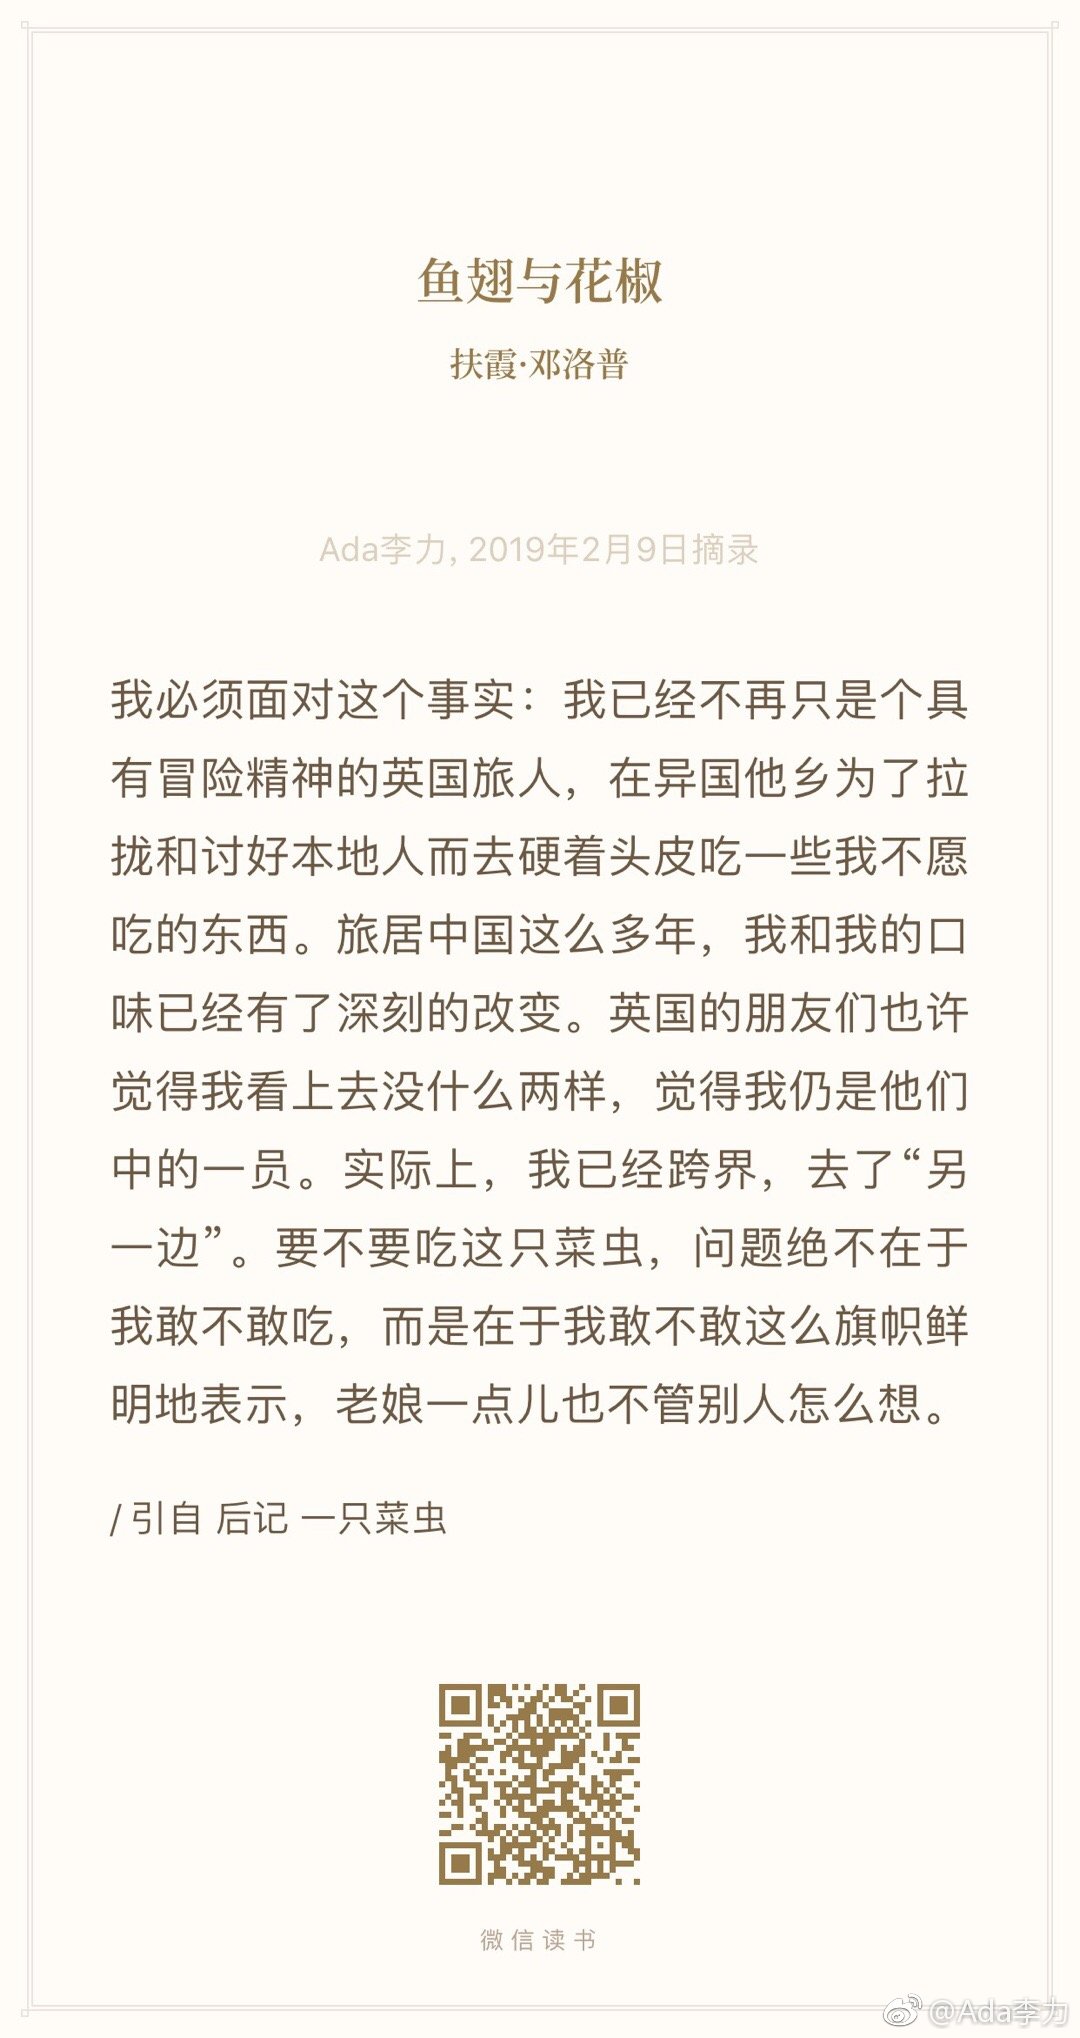 鱼翅与花椒
扶霞·邓洛普
Ada李力, 2019年2月9日摘录
我必须面对这个事实：我已经不再只是个具
有冒险精神的英国旅人，在异国他乡为了拉
拢和讨好本地人而去硬着头皮吃一些我不愿
吃的东西。旅居中国这么多年，我和我的口
味已经有了深刻的改变。英国的朋友们也许
觉得我看上去没什么两样，觉得我仍是他们
中的一员。实际上，我已经跨界，去了“另
一边”。要不要吃这只菜虫，问题绝不在于
我敢不敢吃，而是在于我敢不敢这么旗帜鲜
明地表示，老娘一点儿也不管别人怎么想。
/ 引自 后记 一只菜虫
微信读书
@Ada李力